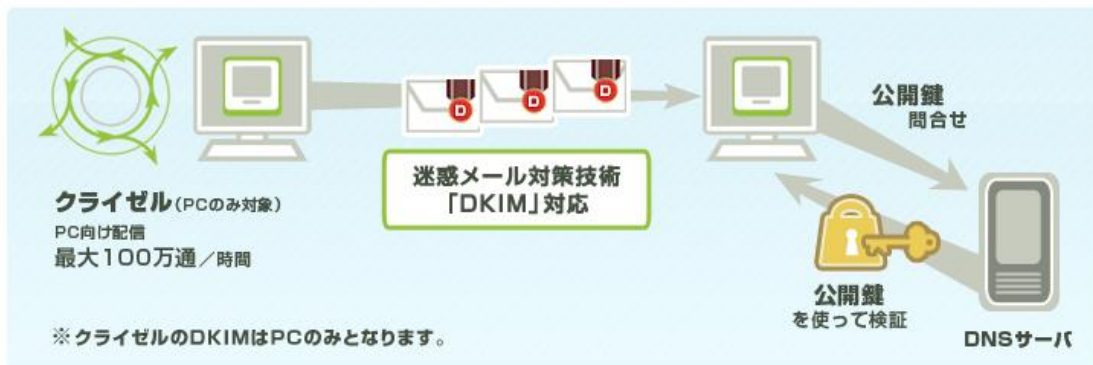 D
D
D
公開鍵
問合せ
迷惑メール対策技術
「DKIM」対応
クライゼル(PCのみ対象)
PC向け配信
最大100万通／時間
公開鍵
を使って検証
DNSサーバ
※クライゼルのDKIMはPCのみとなります。